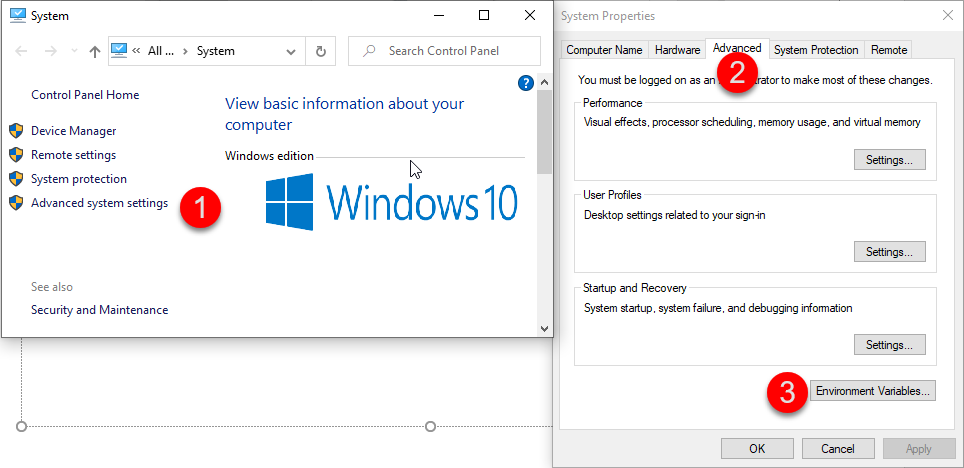 System
« All ... > System
Search Control Panel
Control Panel Home
Device Manager
Remote settings
System protection
Advanced system settings
1
See also
Security and Maintenance
?
View basic information about your
computer
Windows edition
Windows 10
System Properties
Computer Name
Hardware
Advanced
System Protection
Remote
2
You must be logged on as an trator to make most of these changes.
Performance
Visual effects, processor scheduling, memory usage, and virtual memory
Settings...
User Profiles
Desktop settings related to your sign-in
Settings...
Startup and Recovery
System startup, system failure, and debugging information
Settings...
3
Environment Variables...
OK
Cancel
Apply